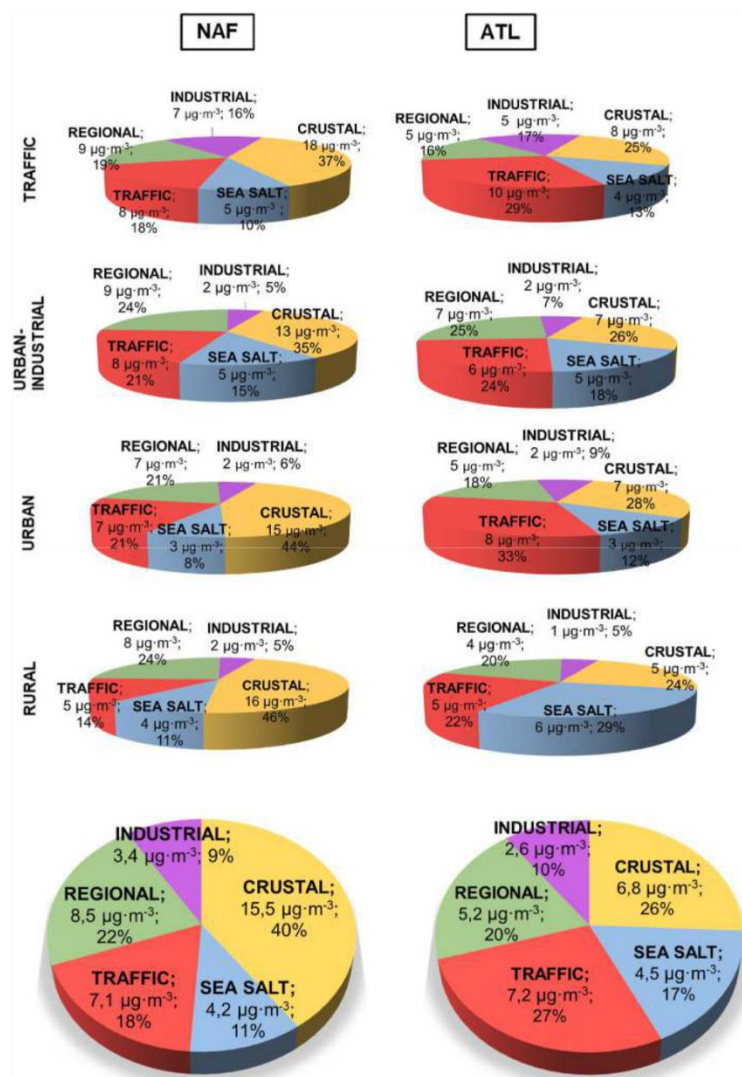 NAF
ATL
TRAFFIC
INDUSTRIAL;
7 µg·m-3; 16%
REGIONAL;
9 µg·m-3;
19%
CRUSTAL;
18 µg·m-3;
37%
TRAFFIC;
8 µg·m-3;
18%
SEA SALT;
5 µg·m-3 ;
10%
INDUSTRIAL;
5 µg·m-3;
17%
REGIONAL;
5 µg·m-3;
16%
CRUSTAL;
8 µg·m-3;
25%
TRAFFIC;
10 µg·m-3;
29%
SEA SALT;
4 µg·m-3;
13%
URBAN-
INDUSTRIAL
REGIONAL;
9 µg·m-3;
24%
INDUSTRIAL;
2 µg·m-3; 5%
CRUSTAL;
13 µg·m-3;
35%
TRAFFIC;
8 µg·m-3;
21%
SEA SALT;
5 µg·m-3;
15%
INDUSTRIAL;
2 µg·m-3;
7%
REGIONAL;
7 µg·m-3;
25%
CRUSTAL;
7 µg·m-3;
26%
TRAFFIC;
6 µg·m-3;
24%
SEA SALT;
5 µg·m-3;
18%
URBAN
REGIONAL;
7 µg·m-3;
21%
INDUSTRIAL;
2 µg·m-3; 6%
TRAFFIC;
7 µg·m-3;
21%
SEA SALT;
3 µg·m-3;
8%
CRUSTAL;
15 µg·m-3;
44%
INDUSTRIAL;
2 µg·m-3; 9%
REGIONAL;
5 µg·m-3;
18%
CRUSTAL;
7 µg·m-3;
28%
TRAFFIC;
8 µg·m-3;
33%
SEA SALT;
3 µg·m-3;
12%
RURAL
REGIONAL;
8 µg·m-3;
24%
INDUSTRIAL;
2 µg·m-3; 5%
TRAFFIC;
5 µg·m-3;
14%
SEA SALT;
4 µg·m-3;
11%
CRUSTAL;
16 µg·m-3;
46%
INDUSTRIAL;
1 µg·m-3; 5%
REGIONAL;
4 µg·m-3;
20%
CRUSTAL;
5 µg·m-3;
24%
TRAFFIC;
5 µg·m-3;
22%
SEA SALT;
6 µg·m-3; 29%
INDUSTRIAL;
3,4 µg·m-3; 9%
REGIONAL;
8,5 µg·m-3;
22%
CRUSTAL;
15,5 µg·m-3;
40%
TRAFFIC;
7,1 µg·m-3;
18%
SEA SALT;
4,2 µg·m-3;
11%
INDUSTRIAL;
2,6 µg·m-3;
10%
REGIONAL;
5,2 µg·m-3;
20%
CRUSTAL;
6,8 µg·m-3;
26%
TRAFFIC;
7,2 µg·m-3;
27%
SEA SALT;
4,5 µg·m-3;
17%